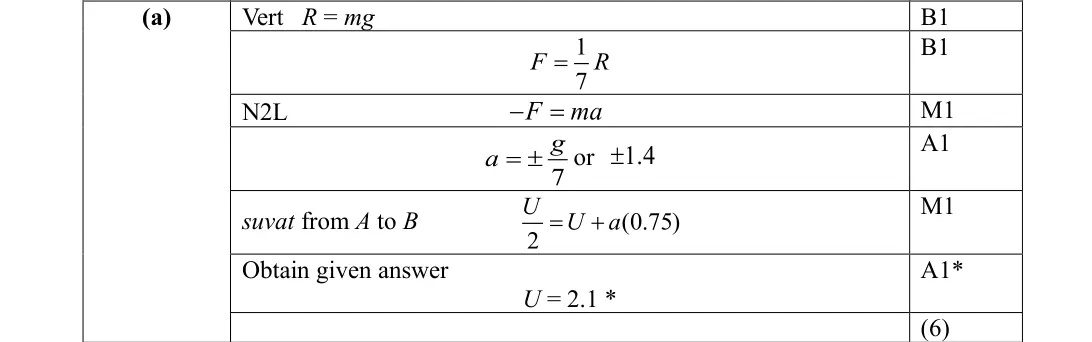 (a) Vert R = mg B1
F = 1/7 R B1
N2L −F = ma M1
a = ± g/7 or ±1.4 A1
suvat from A to B U/2 = U + a(0.75) M1
Obtain given answer A1*
U = 2.1 *
(6)